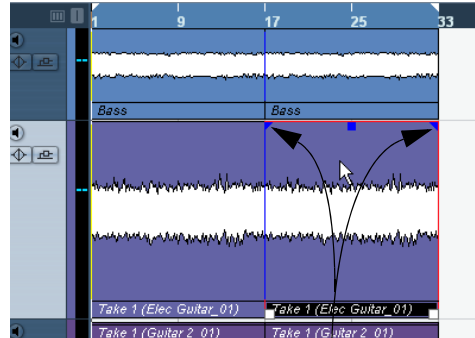 1 9 17 25 33
Bass Bass
Take 1 (Elec Guitar_01) Take 1 (Elec Guitar_01)
Take 1 (Guitar 2_01) Take 1 (Guitar 2_01)